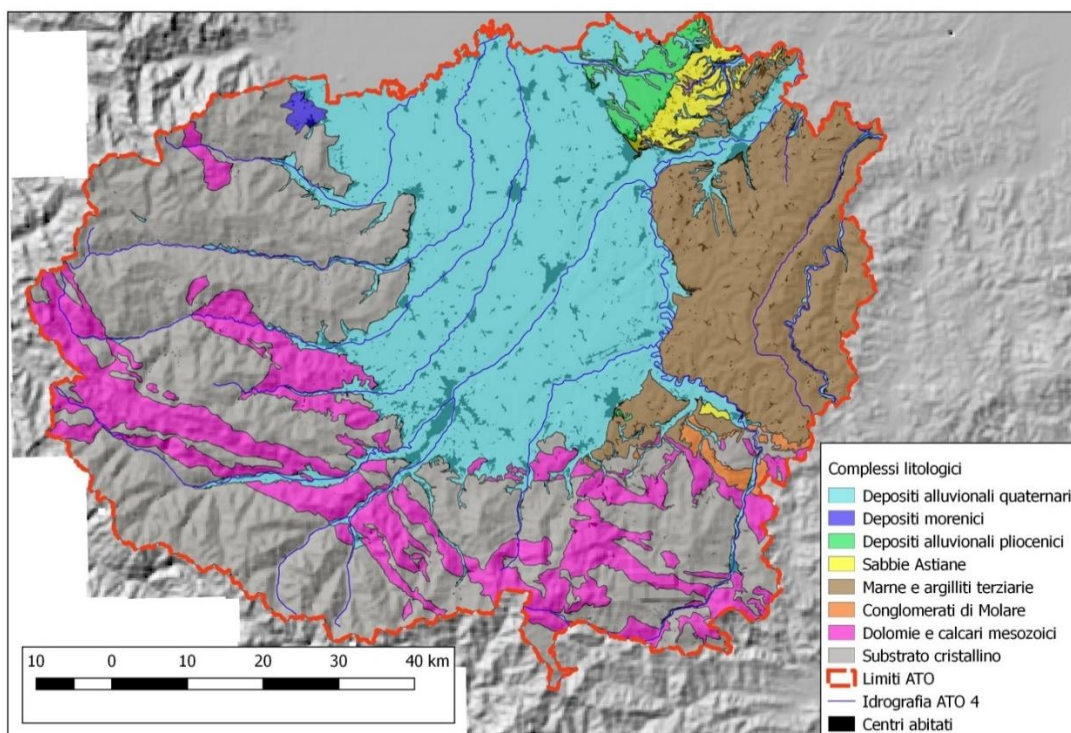 Complessi litologici
Depositi alluvionali quaternari
Depositi morenici
Depositi alluvionali pliocenici
Sabbie Astiane
Marne e argilliti terziarie
Conglomerati di Molare
Dolomie e calcari mesozoici
Substrato cristallino
Limiti ATO
Idrografia ATO 4
Centri abitati
10 0 10 20 30 40 km